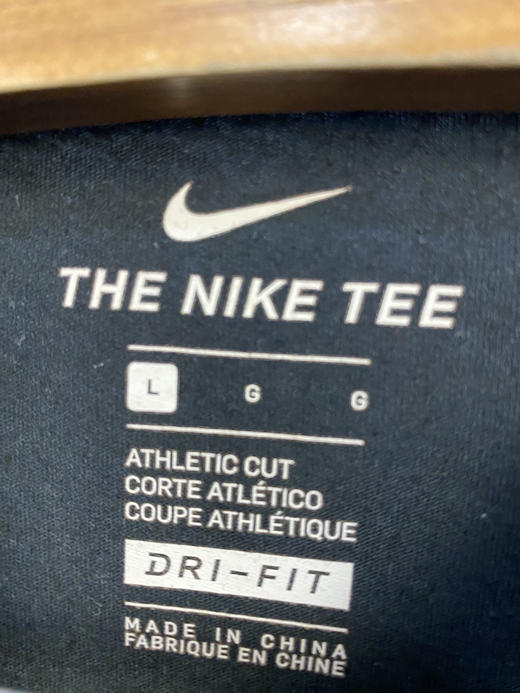 THE NIKE TEE
L G G
ATHLETIC CUT
CORTE ATLÉTICO
COUPE ATHLÉTIQUE
DRI-FIT
MADE IN CHINA
FABRIQUE EN CHINE